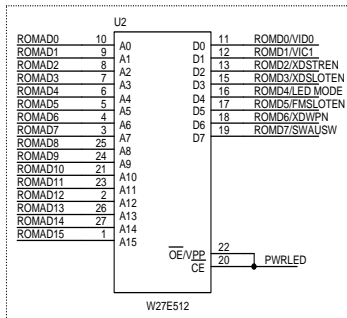 U2
ROMAD0 10 A0 D0 11 ROMD0/VID0
ROMAD1 9 A1 D1 12 ROMD1/VIC1
ROMAD2 8 A2 D2 13 ROMD2/XDSTREN
ROMAD3 7 A3 D3 15 ROMD3/XDSLOTEN
ROMAD4 6 A4 D4 16 ROMD4/LED MODE
ROMAD5 5 A5 D5 17 ROMD5/FMSLOTEN
ROMAD6 4 A6 D6 18 ROMD6/XDWPN
ROMAD7 3 A7 D7 19 ROMD7/SWAUSW
ROMAD8 25 A8
ROMAD9 24 A9
ROMAD10 21 A10
ROMAD11 23 A11
ROMAD12 2 A12
ROMAD13 26 A13
ROMAD14 27 A14
ROMAD15 1 A15
OE/VPP 22
CE 20 PWRLED
W27E512